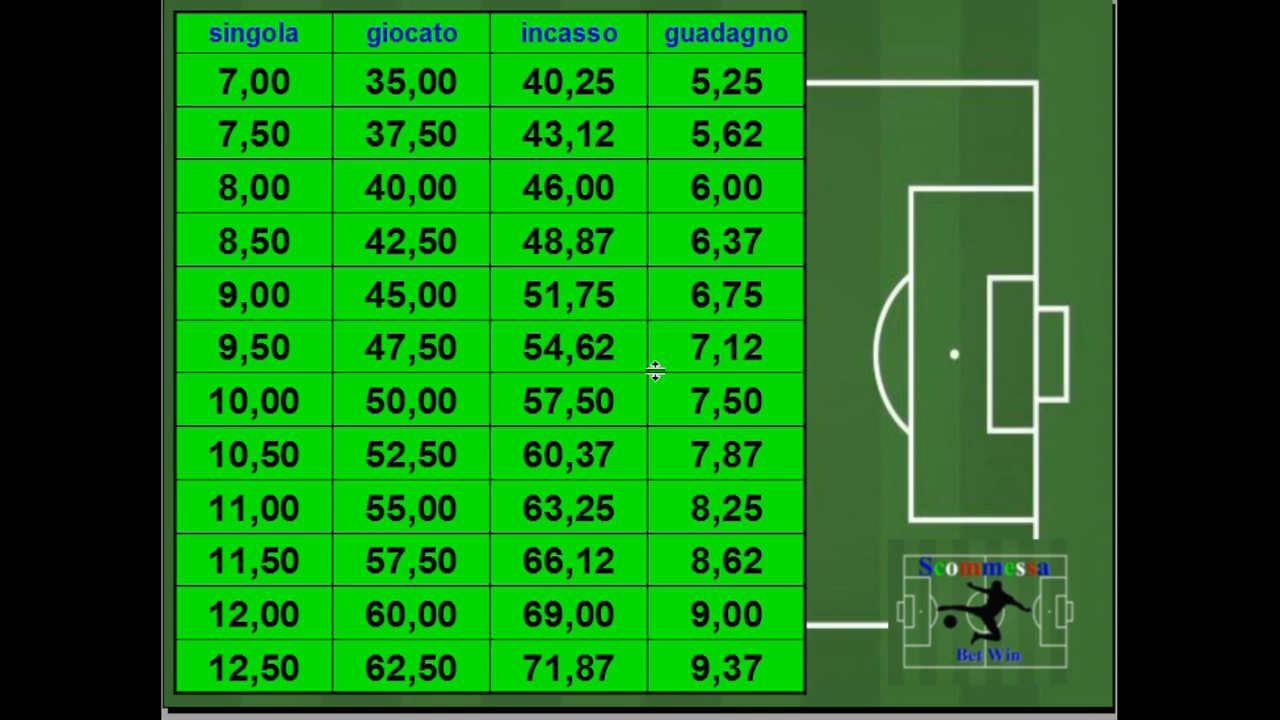 singola giocato incasso guadagno
7,00 35,00 40,25 5,25
7,50 37,50 43,12 5,62
8,00 40,00 46,00 6,00
8,50 42,50 48,87 6,37
9,00 45,00 51,75 6,75
9,50 47,50 54,62 7,12
10,00 50,00 57,50 7,50
10,50 52,50 60,37 7,87
11,00 55,00 63,25 8,25
11,50 57,50 66,12 8,62
12,00 60,00 69,00 9,00
12,50 62,50 71,87 9,37
Scommessa
Bet Win